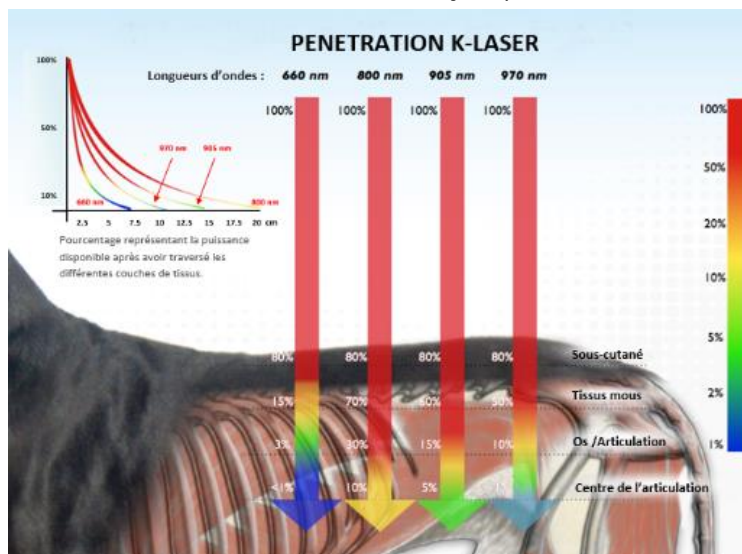 PENETRATION K-LASER
Longueurs d'ondes : 660 nm 800 nm 905 nm 970 nm
100% 100% 100% 100%
100%
50%
10%
970 nm 905 nm
660 nm 800 nm
2.5 5 7.5 10 12.5 15 17.5 20 cm
Pourcentage représentant la puissance
disponible après avoir traversé les
différentes couches de tissus.
80% 80% 80% 80% Sous-cutané
15% 70% 60% 50% Tissus mous
3% 30% 15% 10% Os /Articulation
<1% 10% 5% Centre de l'articulation
100%
50%
20%
10%
5%
2%
1%